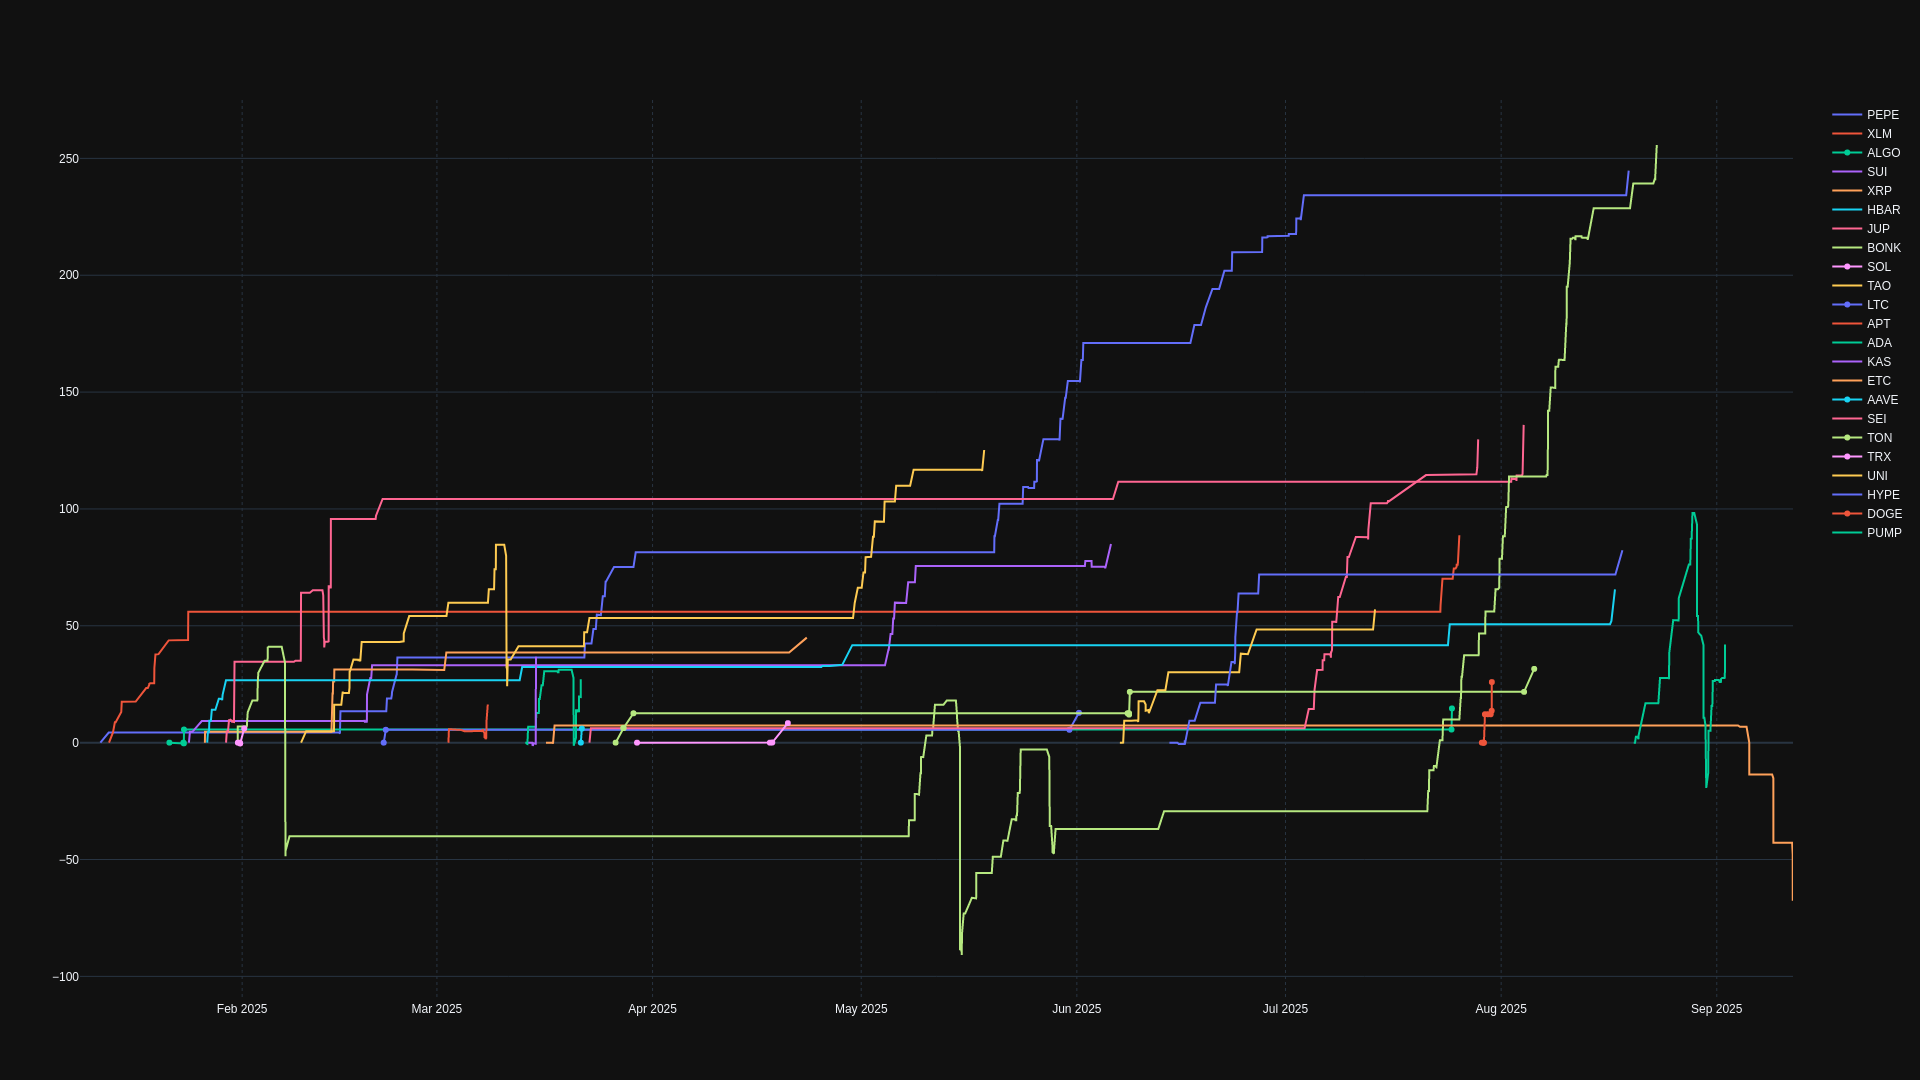 250
200
150
100
50
0
−50
−100
Feb 2025
Mar 2025
Apr 2025
May 2025
Jun 2025
Jul 2025
Aug 2025
Sep 2025
PEPE
XLM
ALGO
SUI
XRP
HBAR
JUP
BONK
SOL
TAO
LTC
APT
ADA
KAS
ETC
AAVE
SEI
TON
TRX
UNI
HYPE
DOGE
PUMP